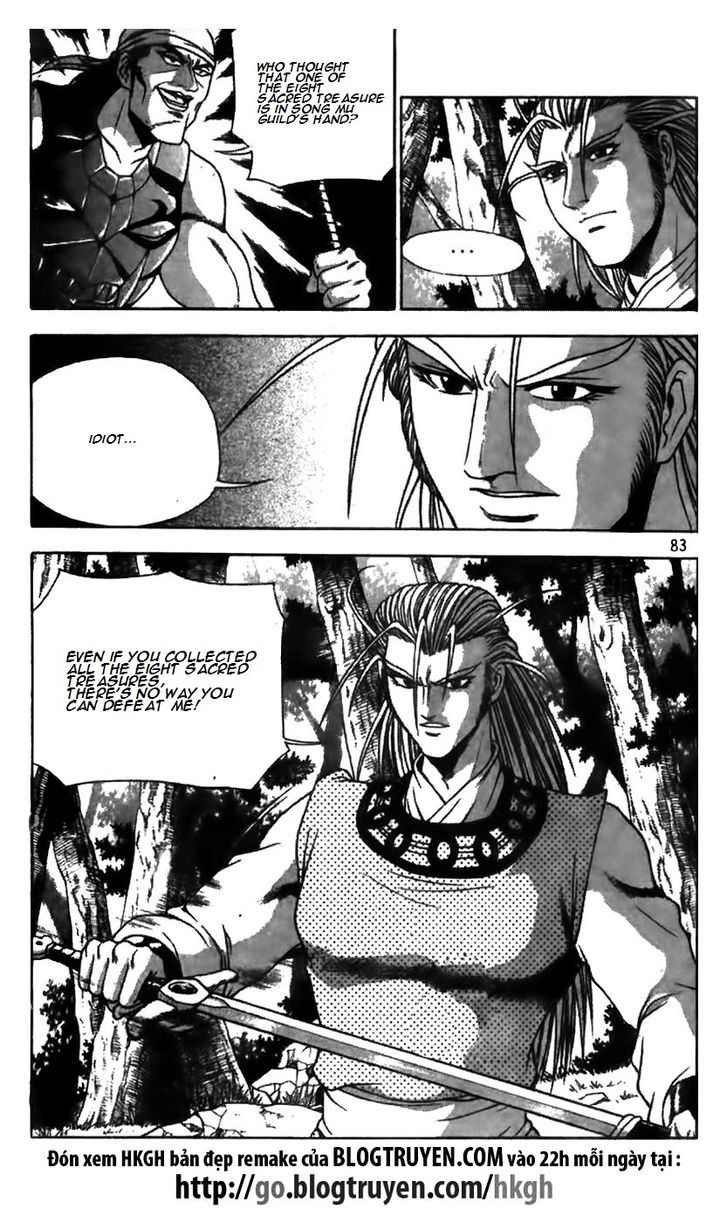 WHO THOUGHT
THAT ONE OF
THE EIGHT
SACRED TREASURE
IS IN SONG MU
GUILD'S HAND?
...
IDIOT...
83
EVEN IF YOU COLLECTED
ALL THE EIGHT SACRED
TREASURES,
THERE'S NO WAY YOU
CAN DEFEAT ME!
Đón xem HKGH bản đẹp remake của BLOGTRUYEN.COM vào 22h mỗi ngày tại :
http://go.blogtruyen.com/hkgh